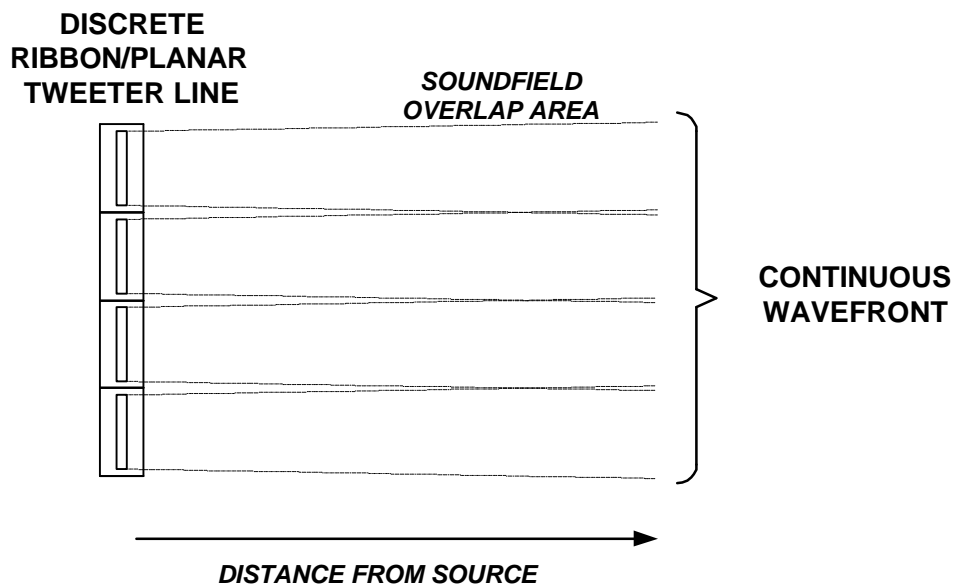 DISCRETE
RIBBON/PLANAR
TWEETER LINE
SOUNDFIELD
OVERLAP AREA
CONTINUOUS
WAVEFRONT
DISTANCE FROM SOURCE